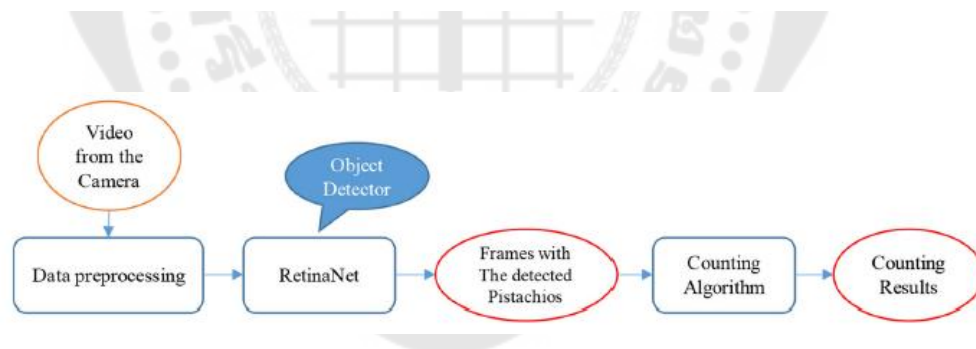 Video
from the
Camera
Object
Detector
Data preprocessing
RetinaNet
Frames with
The detected
Pistachios
Counting
Algorithm
Counting
Results